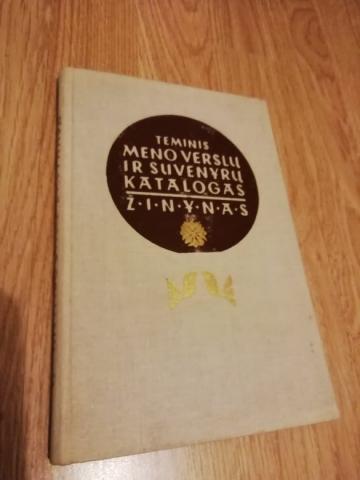 TEMINIS
MENO VERSLŲ
IR SUVENYRŲ
KATALOGAS
Ž·I·N·Y·N·A·S